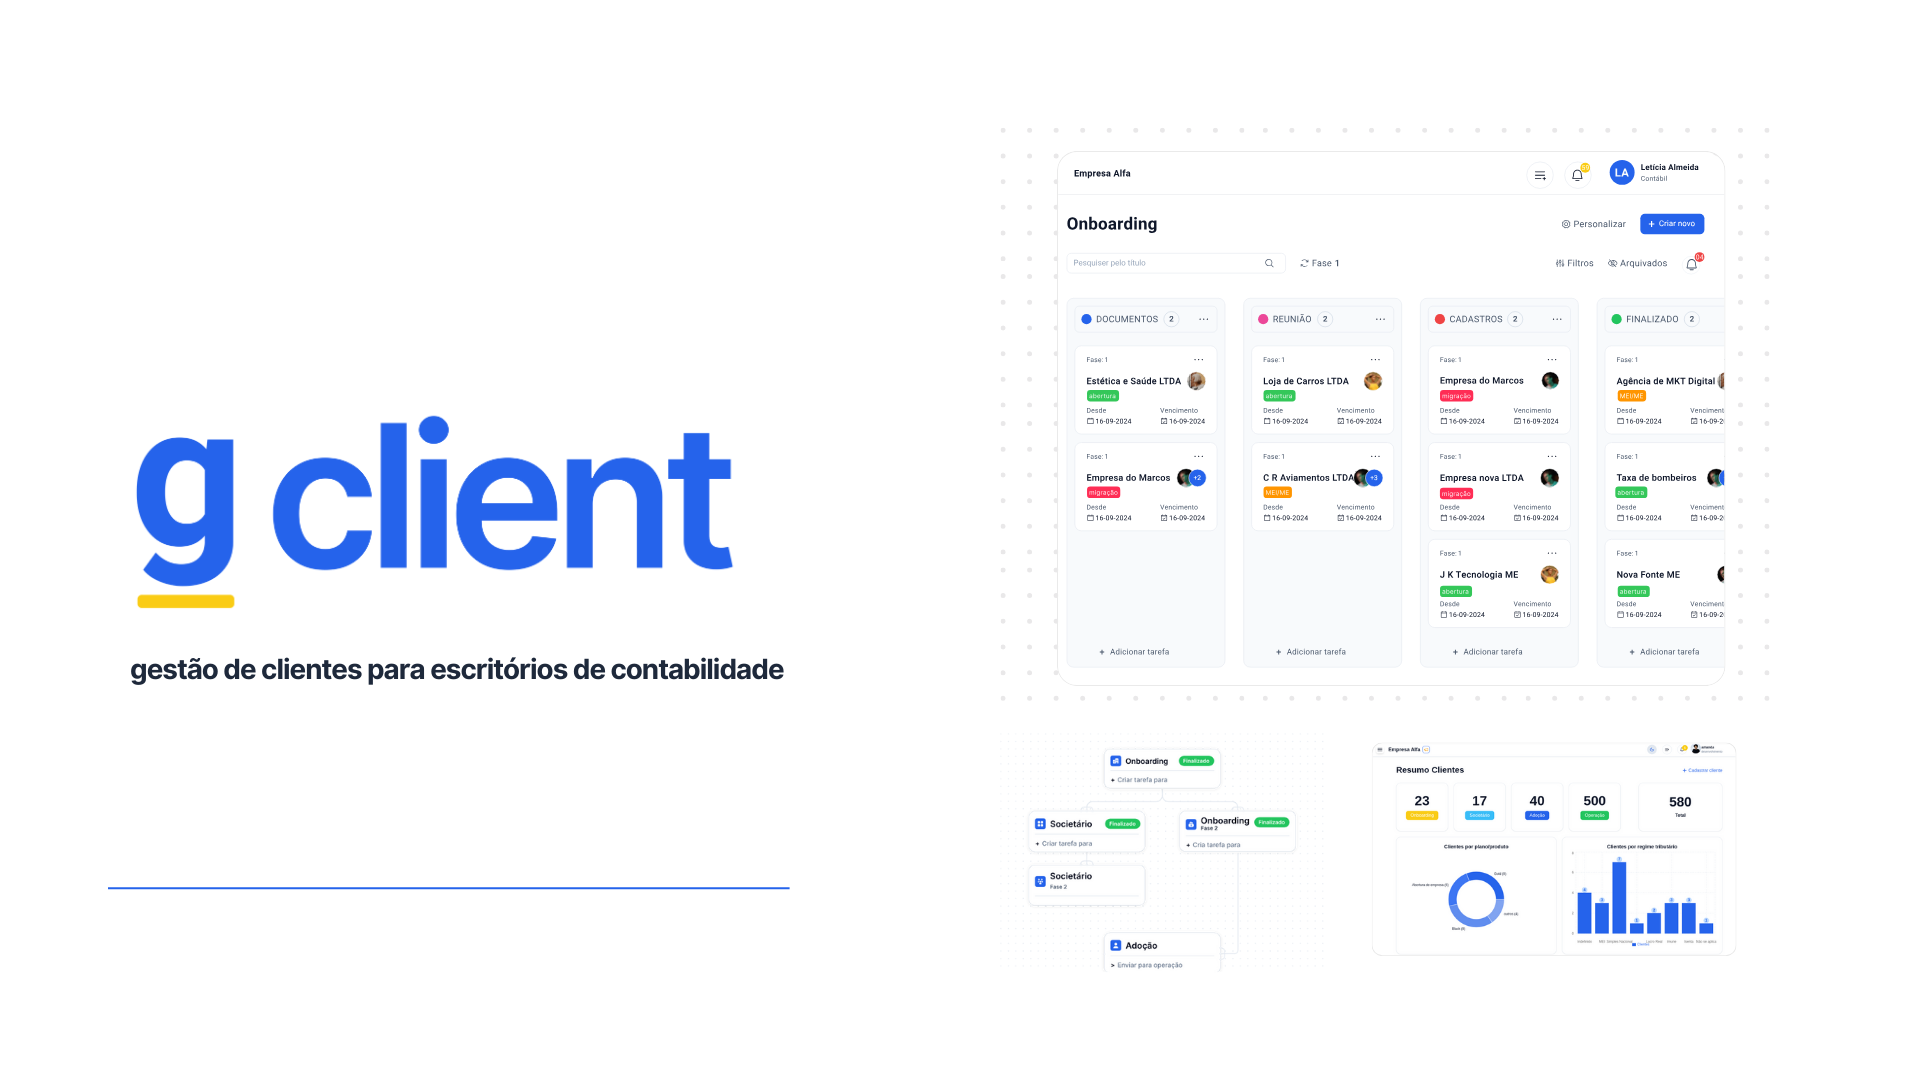 g client
gestão de clientes para escritórios de contabilidade
Empresa Alfa
LA
Letícia Almeida
Contábil
Onboarding
Personalizar
+ Criar novo
Pesquiser pelo título
Fase 1
Filtros
Arquivados
04
DOCUMENTOS 2 ...
Fase: 1 ...
Estética e Saúde LTDA
abertura
Desde Vencimento
16-09-2024 16-09-2024
Fase: 1 ...
Empresa do Marcos +2
migração
Desde Vencimento
16-09-2024 16-09-2024
+ Adicionar tarefa
REUNIÃO 2 ...
Fase: 1 ...
Loja de Carros LTDA
abertura
Desde Vencimento
16-09-2024 16-09-2024
Fase: 1 ...
C R Aviamentos LTDA +3
MEI/ME
Desde Vencimento
16-09-2024 16-09-2024
+ Adicionar tarefa
CADASTROS 2 ...
Fase: 1 ...
Empresa do Marcos
migração
Desde Vencimento
16-09-2024 16-09-2024
Fase: 1 ...
Empresa nova LTDA
migração
Desde Vencimento
16-09-2024 16-09-2024
Fase: 1 ...
J K Tecnologia ME
abertura
Desde Vencimento
16-09-2024 16-09-2024
+ Adicionar tarefa
FINALIZADO 2
Fase: 1
Agência de MKT Digital
MEI/ME
Desde Venciment
16-09-2024 16-09-2
Fase: 1
Taxa de bombeiros
abertura
Desde Venciment
16-09-2024 16-09-2
Fase: 1
Nova Fonte ME
abertura
Desde Venciment
16-09-2024 16-09-2
+ Adicionar tarefa
Onboarding Finalizado
+ Criar tarefa para
Societário Finalizado
+ Criar tarefa para
Onboarding Finalizado
Fase 2
+ Cria tarefa para
Societário
Fase 2
Adoção
> Enviar para operação
Empresa Alfa
Resumo Clientes
+ Cadastrar cliente
23 17 40 500 580
Onboarding Societário Adoção Operação Total
Clientes por plano/produto
Clientes por regime tributário